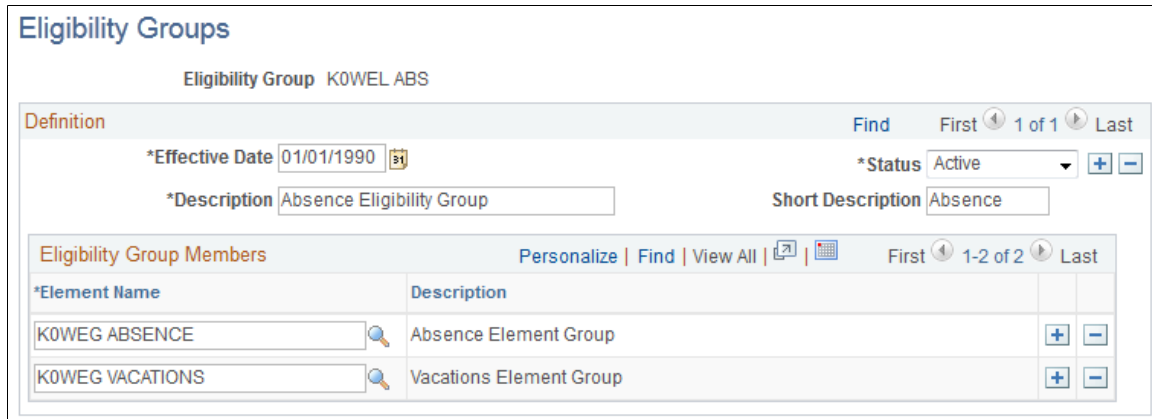 Eligibility Groups
Eligibility Group K0WEL ABS
Definition Find First 1 of 1 Last
*Effective Date 01/01/1990 31 *Status Active
*Description Absence Eligibility Group Short Description Absence
Eligibility Group Members Personalize | Find | View All | | First 1-2 of 2 Last
*Element Name Description
K0WEG ABSENCE Absence Element Group
K0WEG VACATIONS Vacations Element Group